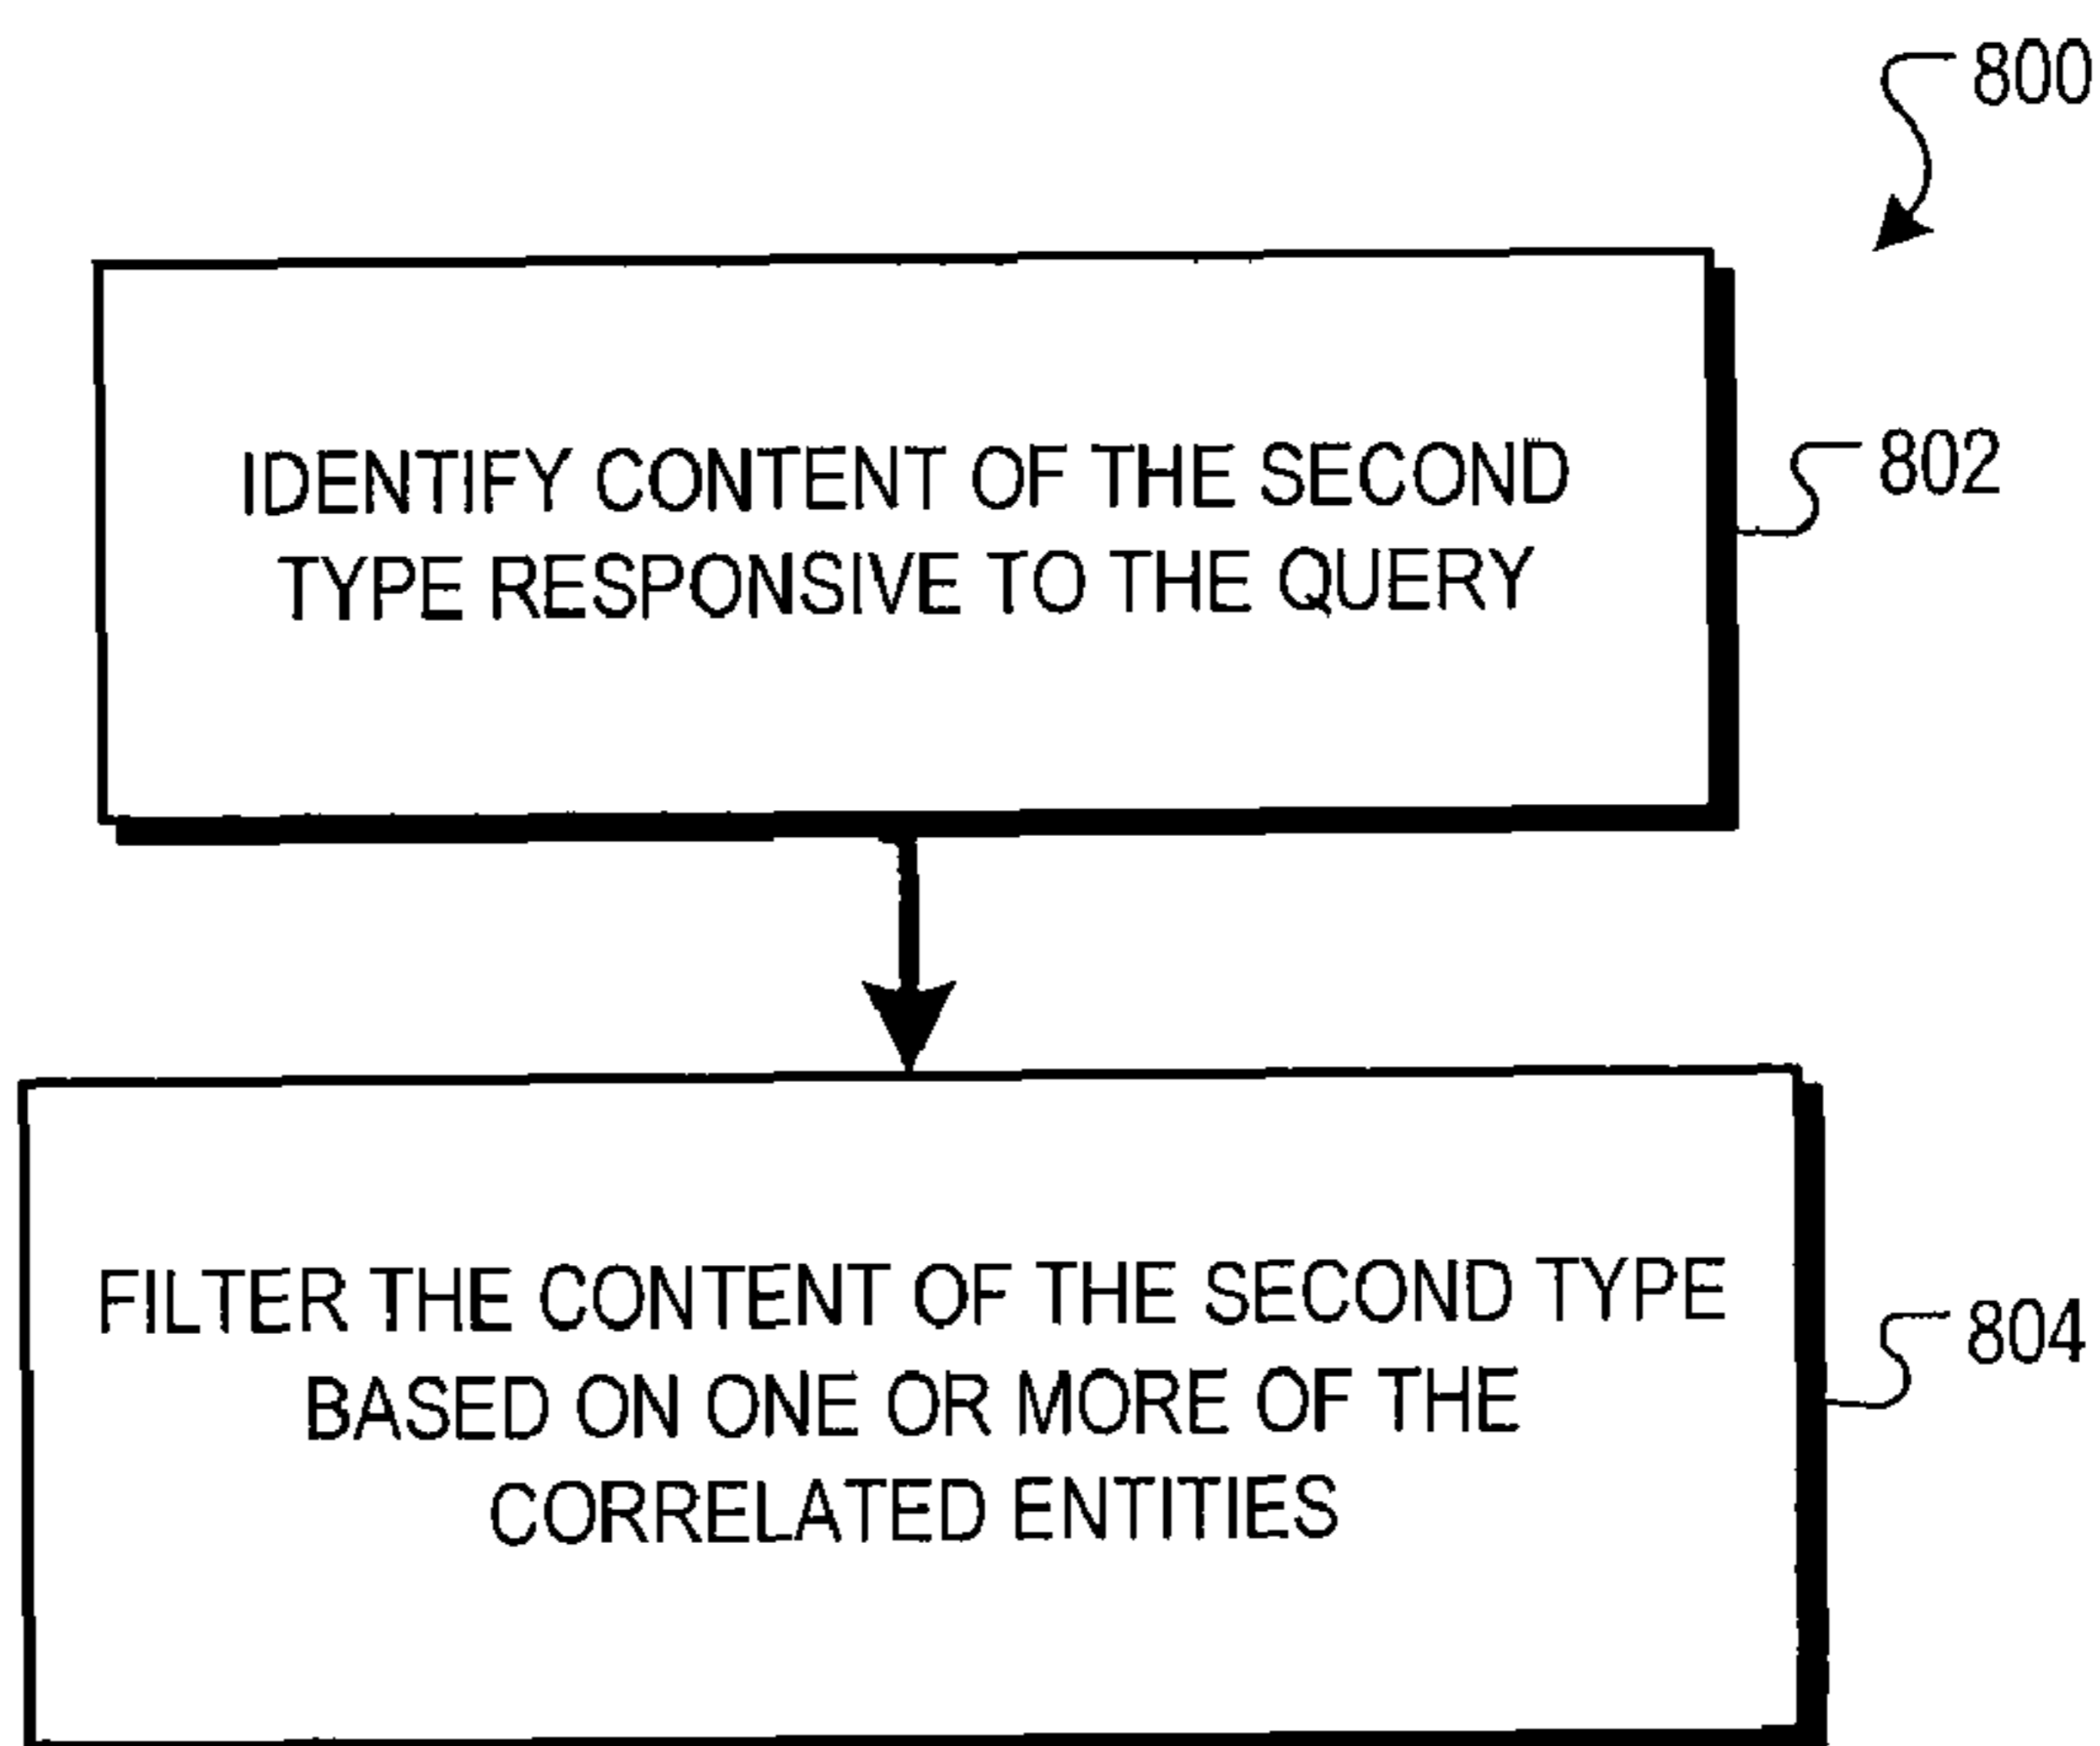 800
IDENTIFY CONTENT OF THE SECOND
TYPE RESPONSIVE TO THE QUERY
802
FILTER THE CONTENT OF THE SECOND TYPE
BASED ON ONE OR MORE OF THE
CORRELATED ENTITIES
804